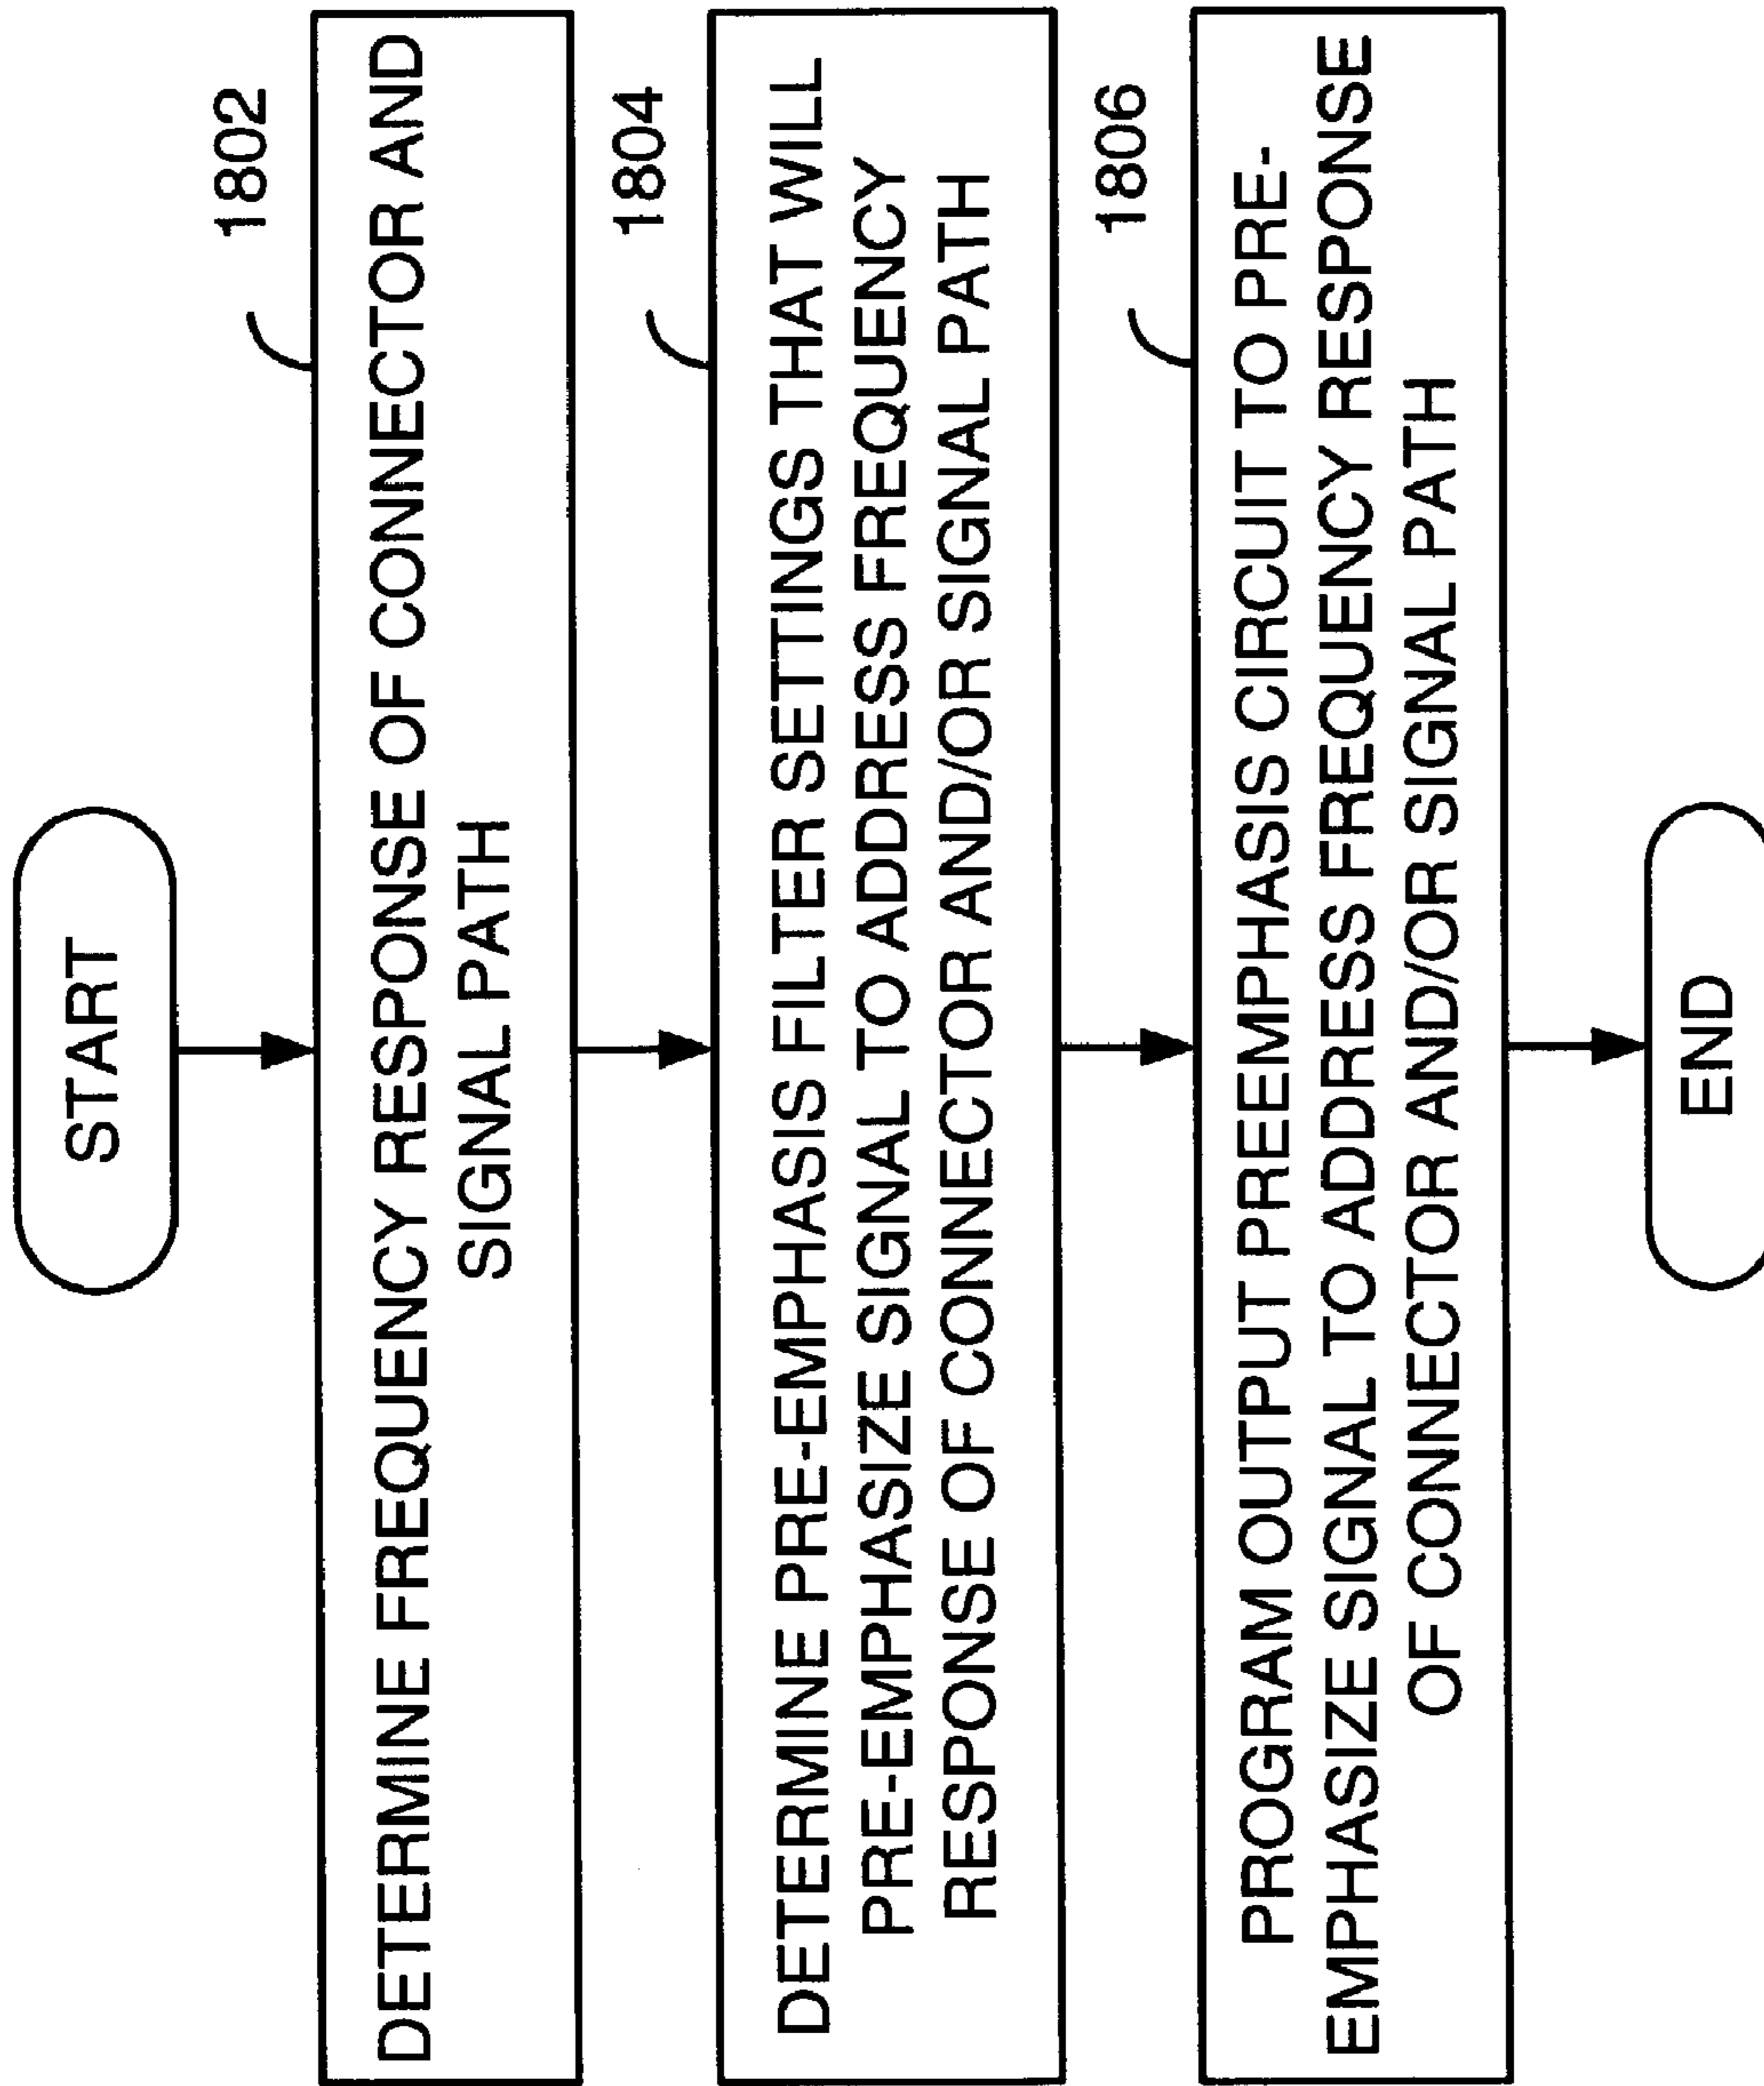 START
1802
DETERMINE FREQUENCY RESPONSE OF CONNECTOR AND
SIGNAL PATH
1804
DETERMINE PRE-EMPHASIS FILTER SETTINGS THAT WILL
PRE-EMPHASIZE SIGNAL TO ADDRESS FREQUENCY
RESPONSE OF CONNECTOR AND/OR SIGNAL PATH
1806
PROGRAM OUTPUT PREEMPHASIS CIRCUIT TO PRE-
EMPHASIZE SIGNAL TO ADDRESS FREQUENCY RESPONSE
OF CONNECTOR AND/OR SIGNAL PATH
END